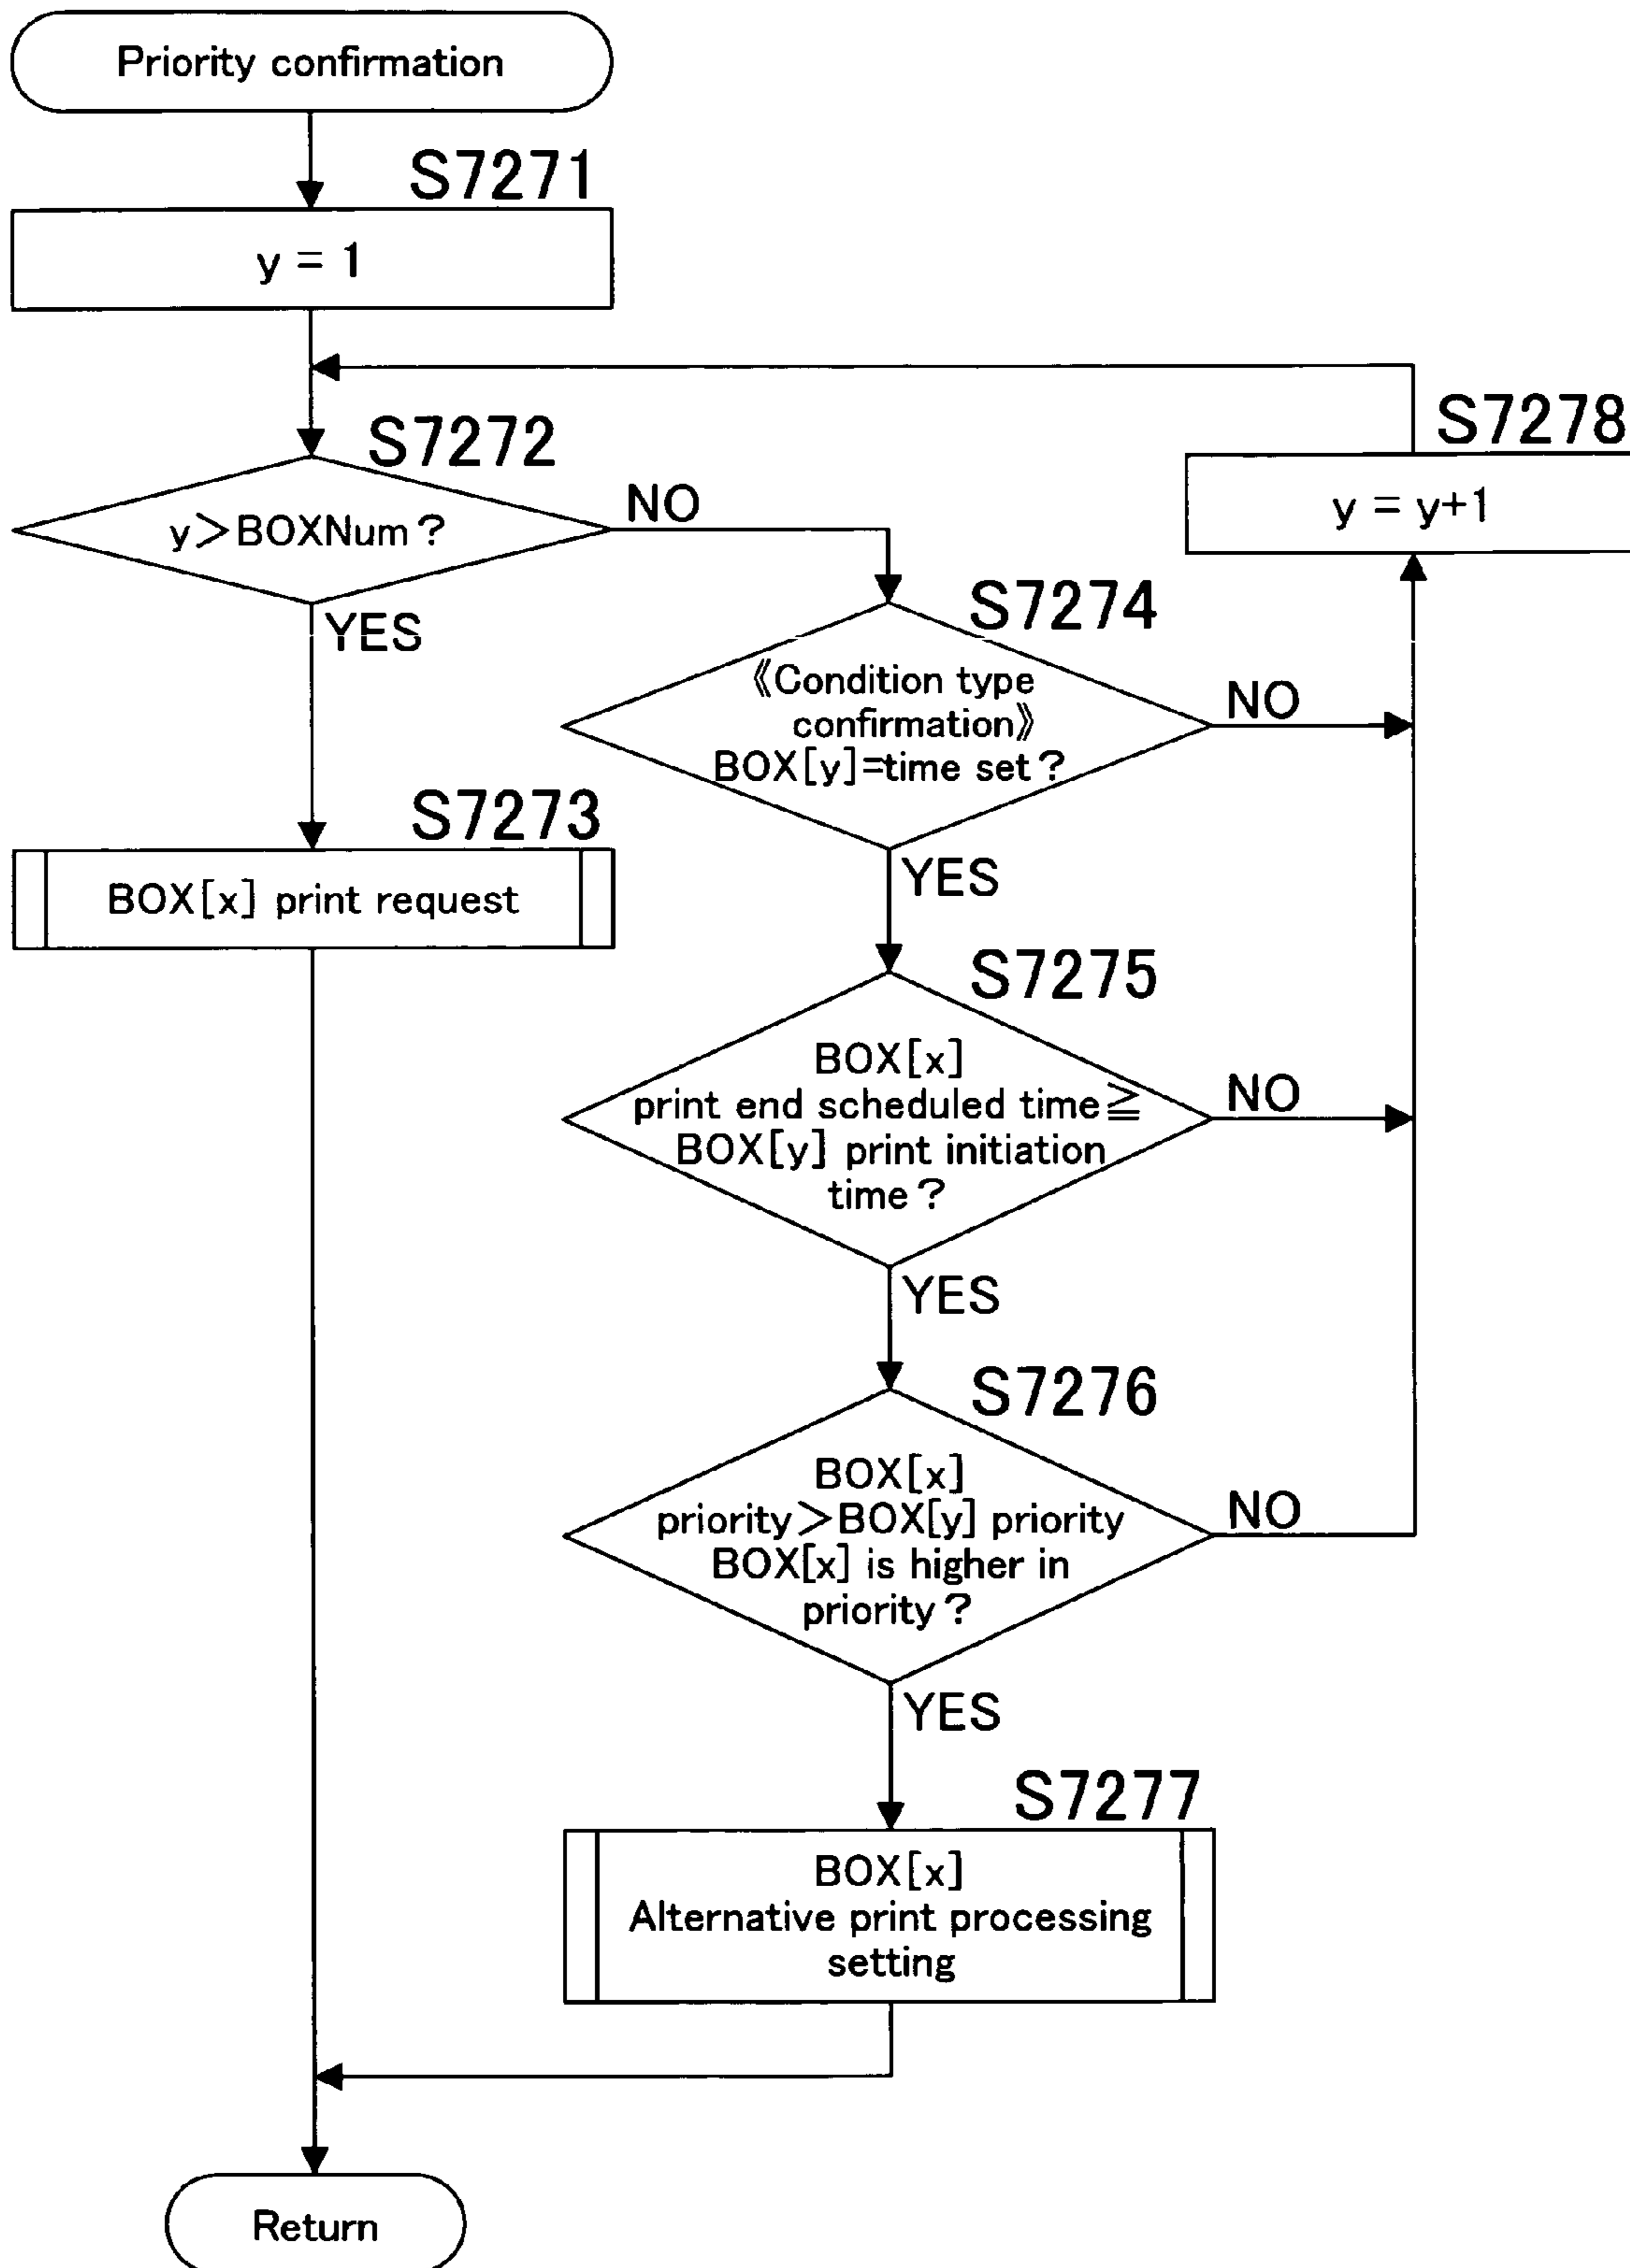 Priority confirmation
S7271
y = 1
S7272
y＞BOXNum？
NO
YES
S7278
y = y+1
S7274
《Condition type
confirmation》
BOX[y]=time set？
NO
YES
S7273
BOX[x] print request
S7275
BOX[x]
print end scheduled time≧
BOX[y] print initiation
time？
NO
YES
S7276
BOX[x]
priority＞BOX[y] priority
BOX[x] is higher in
priority？
NO
YES
S7277
BOX[x]
Alternative print processing
setting
Return